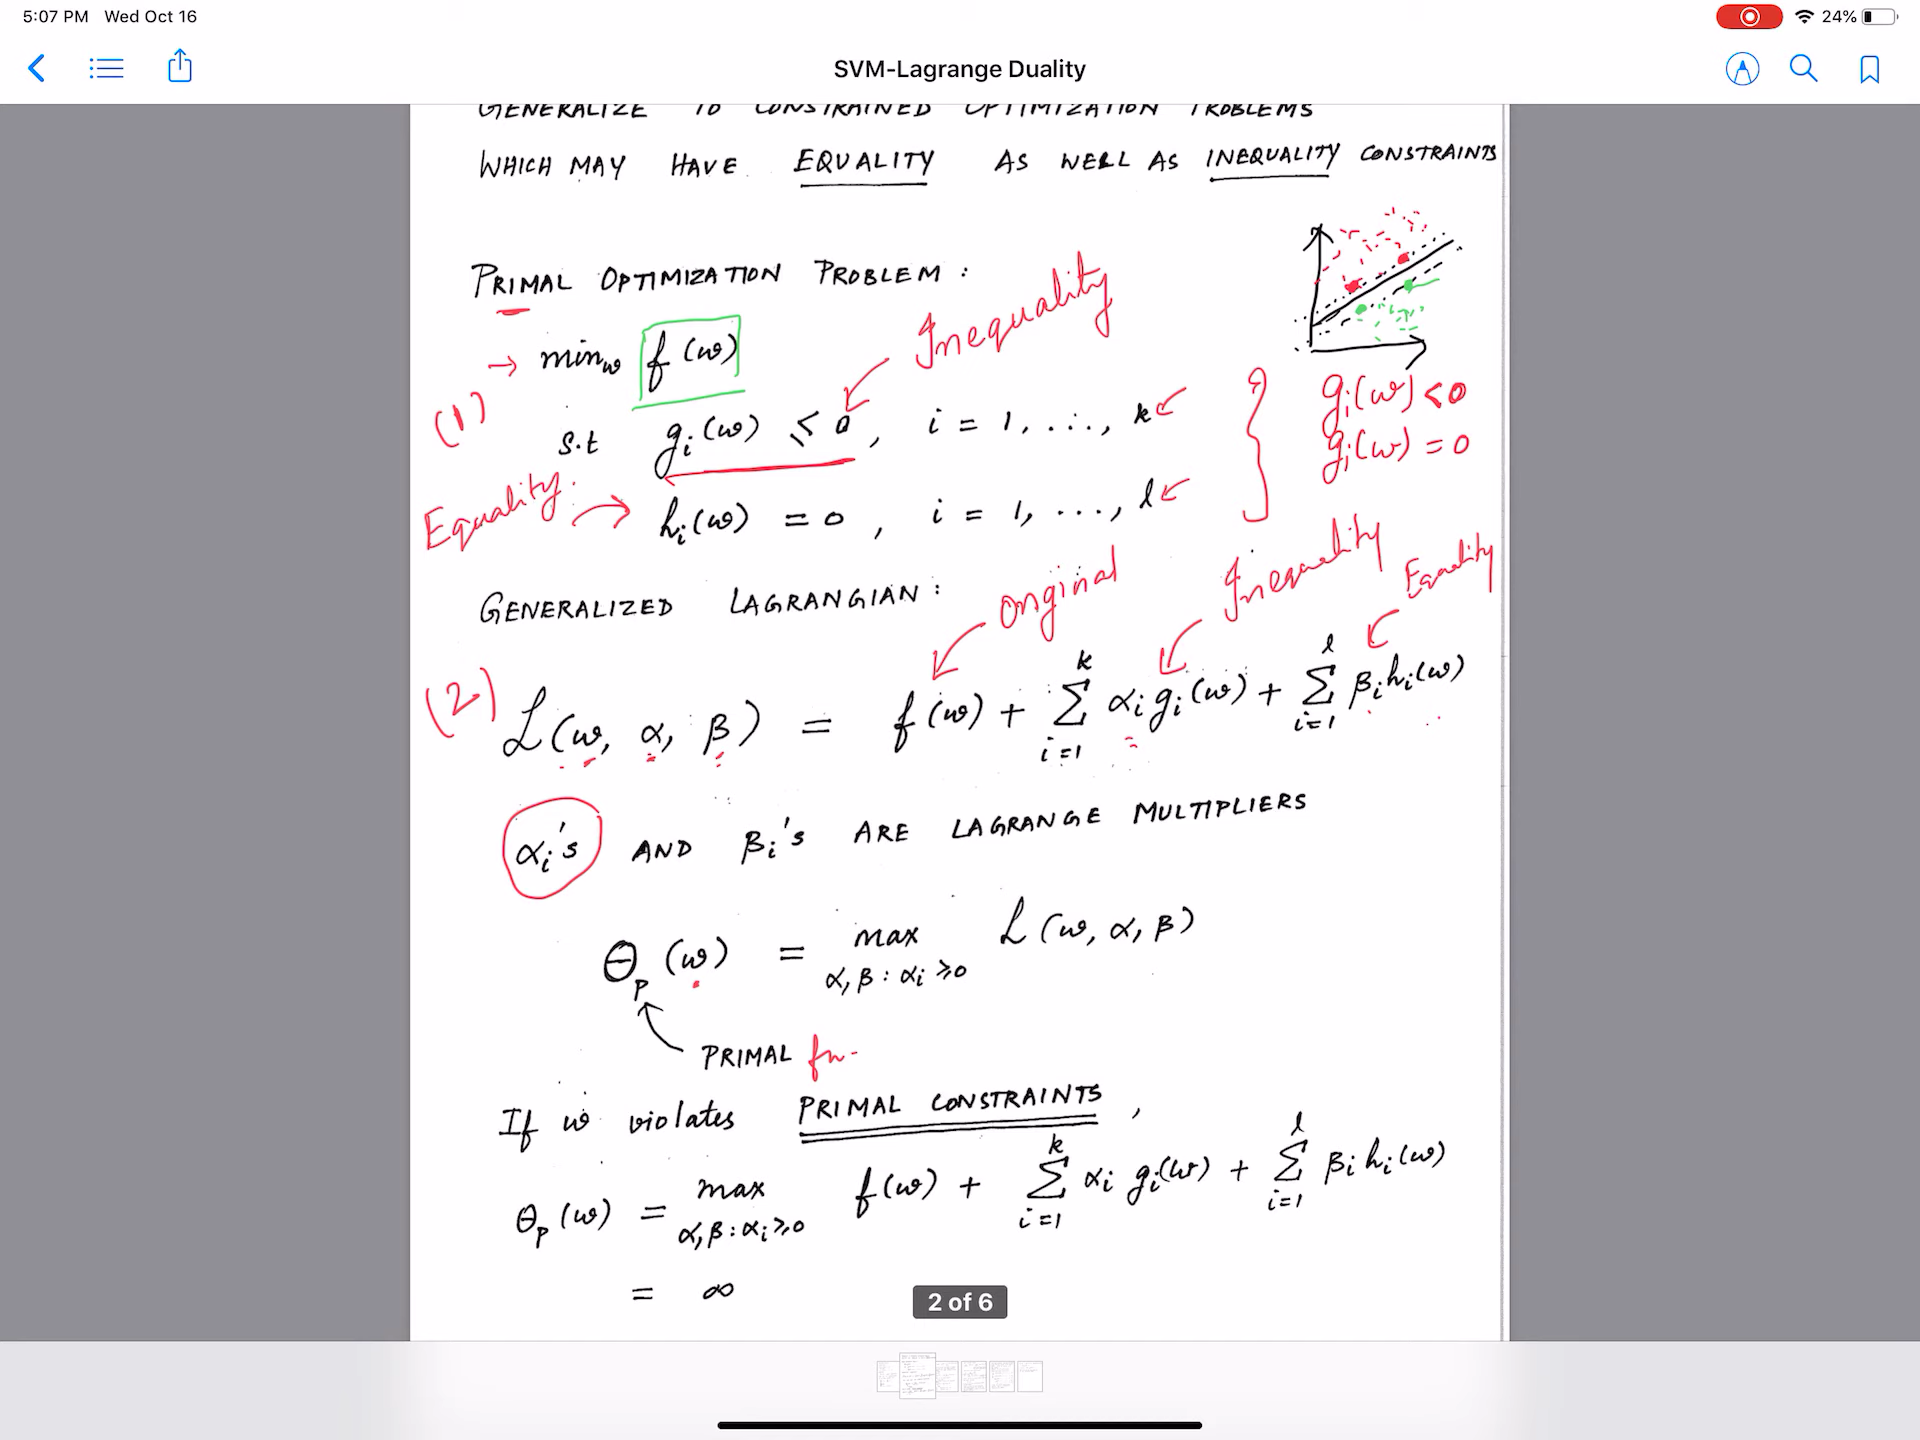 5:07 PM Wed Oct 16
24%
SVM-Lagrange Duality
GENERALIZE TO CONSTRAINED OPTIMIZATION PROBLEMS
WHICH MAY HAVE EQUALITY AS WELL AS INEQUALITY CONSTRAINTS
PRIMAL OPTIMIZATION PROBLEM :
Inequality
→ min_w f(w)
(1)
s.t g_i(w) ≤ 0, i = 1, ..., k
g_i(w) < 0
g_i(w) = 0
Equality.
h_i(w) = 0, i = 1, ..., l
GENERALIZED LAGRANGIAN :
Original
Inequality
Equality
(2) L(w, α, β) = f(w) + Σ_{i=1}^{k} α_i g_i(w) + Σ_{i=1}^{l} β_i h_i(w)
α_i's AND β_i's ARE LAGRANGE MULTIPLIERS
Θ_p(w) = max_{α,β : α_i ≥ 0} L(w, α, β)
PRIMAL fn.
If w violates PRIMAL CONSTRAINTS,
Θ_p(w) = max_{α,β : α_i ≥ 0} f(w) + Σ_{i=1}^{k} α_i g_i(w) + Σ_{i=1}^{l} β_i h_i(w)
= ∞
2 of 6